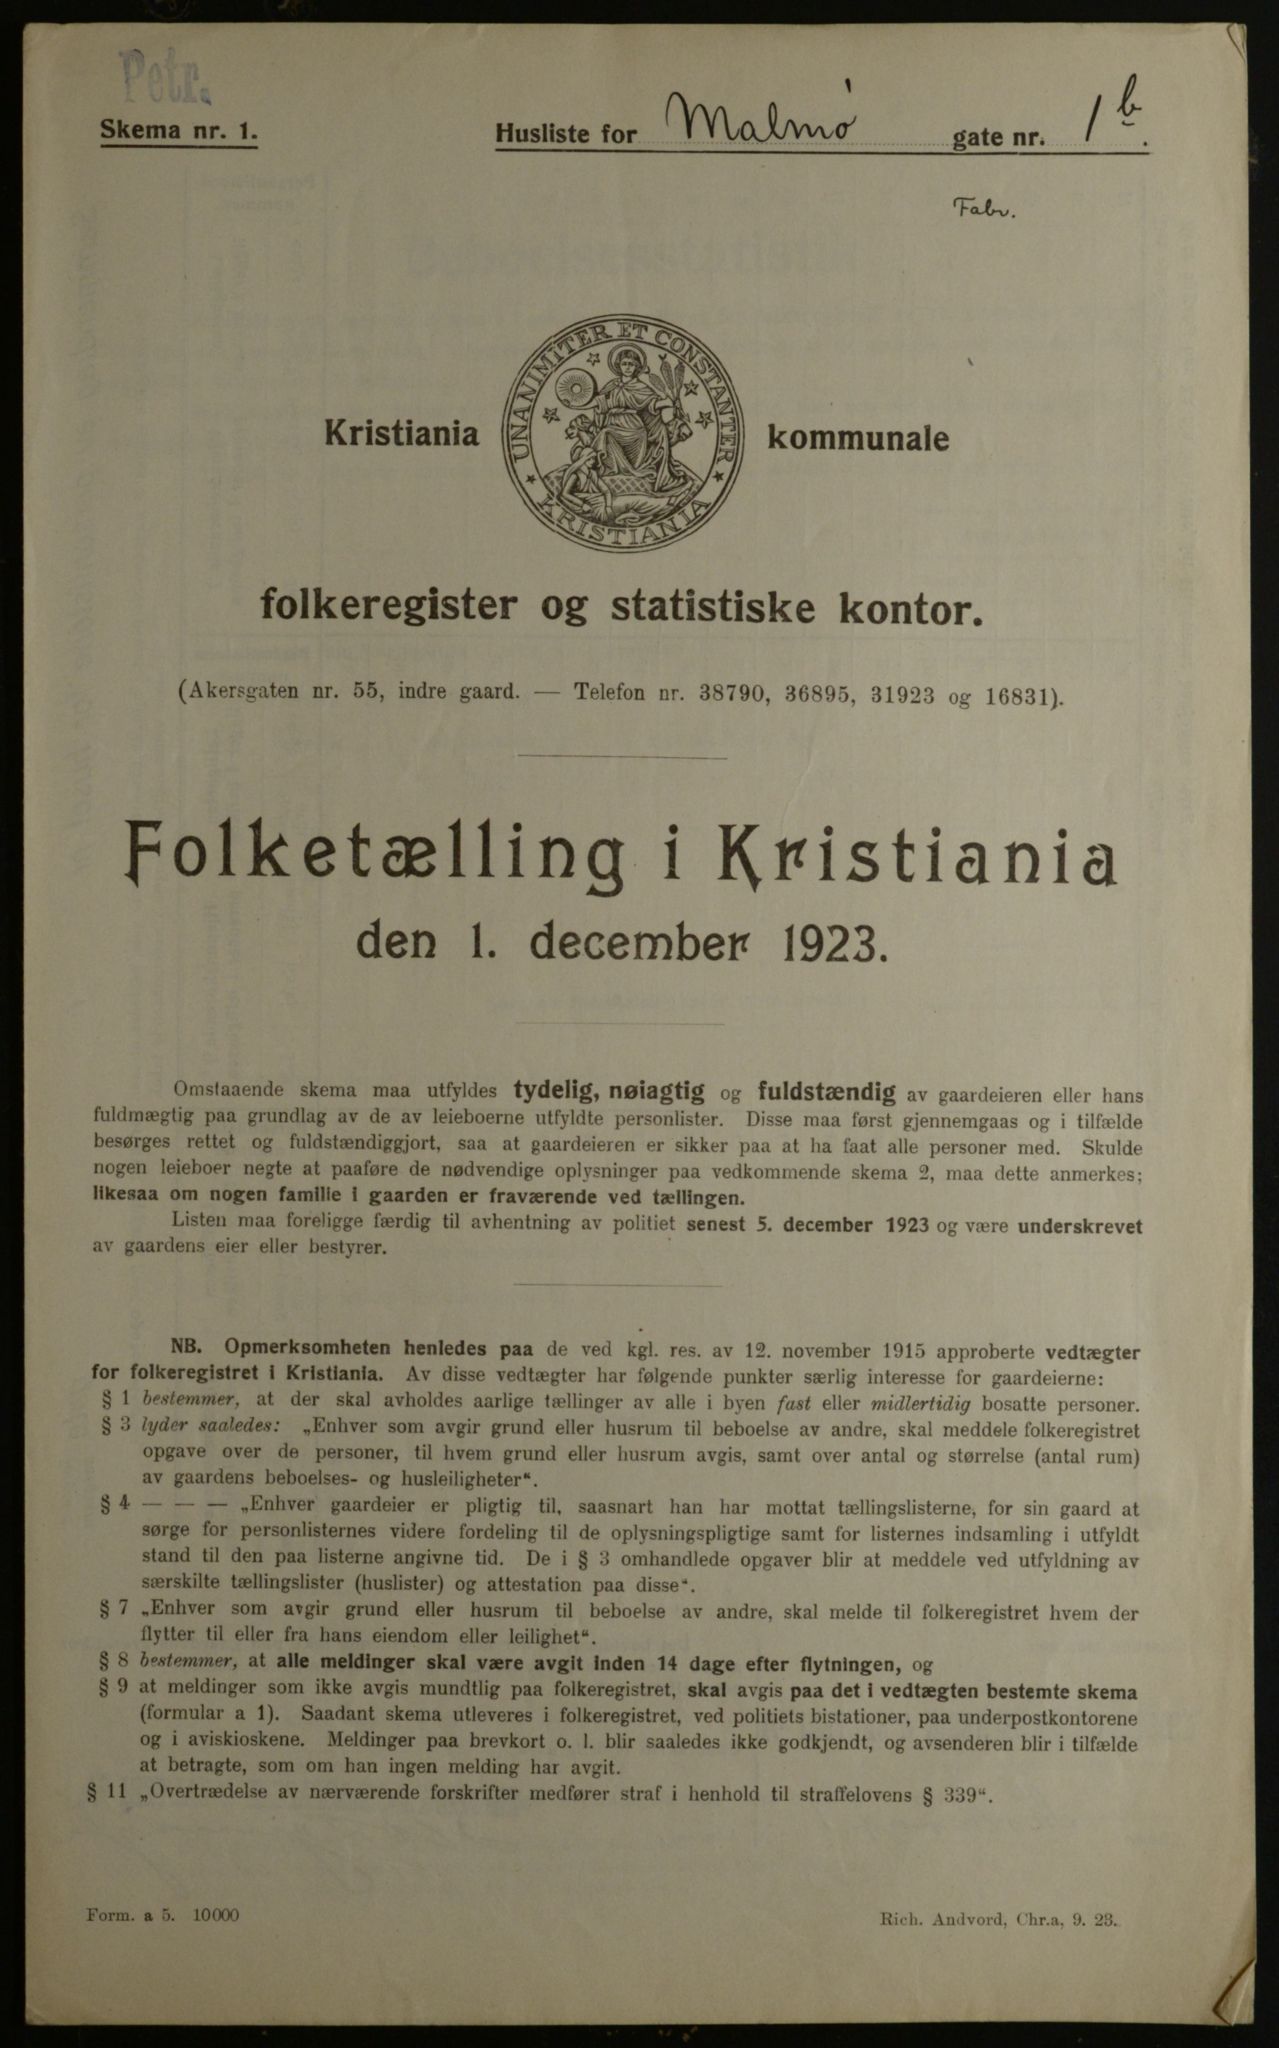 Petr.
Skema nr. 1.
Husliste for Malmø gate nr. 1 b.
Fabr.
UNANIMITER ET CONSTANTER
KRISTIANIA
Kristiania kommunale
folkeregister og statistiske kontor.
(Akersgaten nr. 55, indre gaard. — Telefon nr. 38790, 36895, 31923 og 16831).
Folketælling i Kristiania
den 1. december 1923.
Omstaaende skema maa utfyldes tydelig, nøiagtig og fuldstændig av gaardeieren eller hans
fuldmægtig paa grundlag av de av leieboerne utfyldte personlister. Disse maa først gjennemgaas og i tilfælde
besørges rettet og fuldstændiggjort, saa at gaardeieren er sikker paa at ha faat alle personer med. Skulde
nogen leieboer negte at paaføre de nødvendige oplysninger paa vedkommende skema 2, maa dette anmerkes;
likesaa om nogen familie i gaarden er fraværende ved tællingen.
Listen maa foreligge færdig til avhentning av politiet senest 5. december 1923 og være underskrevet
av gaardens eier eller bestyrer.
NB. Opmerksomheten henledes paa de ved kgl. res. av 12. november 1915 approberte vedtægter
for folkeregistret i Kristiania. Av disse vedtægter har følgende punkter særlig interesse for gaardeierne:
§ 1 bestemmer, at der skal avholdes aarlige tællinger av alle i byen fast eller midlertidig bosatte personer.
§ 3 lyder saaledes: „Enhver som avgir grund eller husrum til beboelse av andre, skal meddele folkeregistret
opgave over de personer, til hvem grund eller husrum avgis, samt over antal og størrelse (antal rum)
av gaardens beboelses- og husleiligheter“.
§ 4 — — — „Enhver gaardeier er pligtig til, saasnart han har mottat tællingslisterne, for sin gaard at
sørge for personlisternes videre fordeling til de oplysningspligtige samt for listernes indsamling i utfyldt
stand til den paa listerne angivne tid. De i § 3 omhandlede opgaver blir at meddele ved utfyldning av
særskilte tællingslister (huslister) og attestation paa disse“.
§ 7 „Enhver som avgir grund eller husrum til beboelse av andre, skal melde til folkeregistret hvem der
flytter til eller fra hans eiendom eller leilighet“.
§ 8 bestemmer, at alle meldinger skal være avgit inden 14 dage efter flytningen, og
§ 9 at meldinger som ikke avgis mundtlig paa folkeregistret, skal avgis paa det i vedtægten bestemte skema
(formular a 1). Saadant skema utleveres i folkeregistret, ved politiets bistationer, paa underpostkontorene
og i aviskioskene. Meldinger paa brevkort o. l. blir saaledes ikke godkjendt, og avsenderen blir i tilfælde
at betragte, som om han ingen melding har avgit.
§ 11 „Overtrædelse av nærværende forskrifter medfører straf i henhold til straffelovens § 339“.
Form. a 5. 10000
Rich. Andvord, Chr.a, 9. 23.